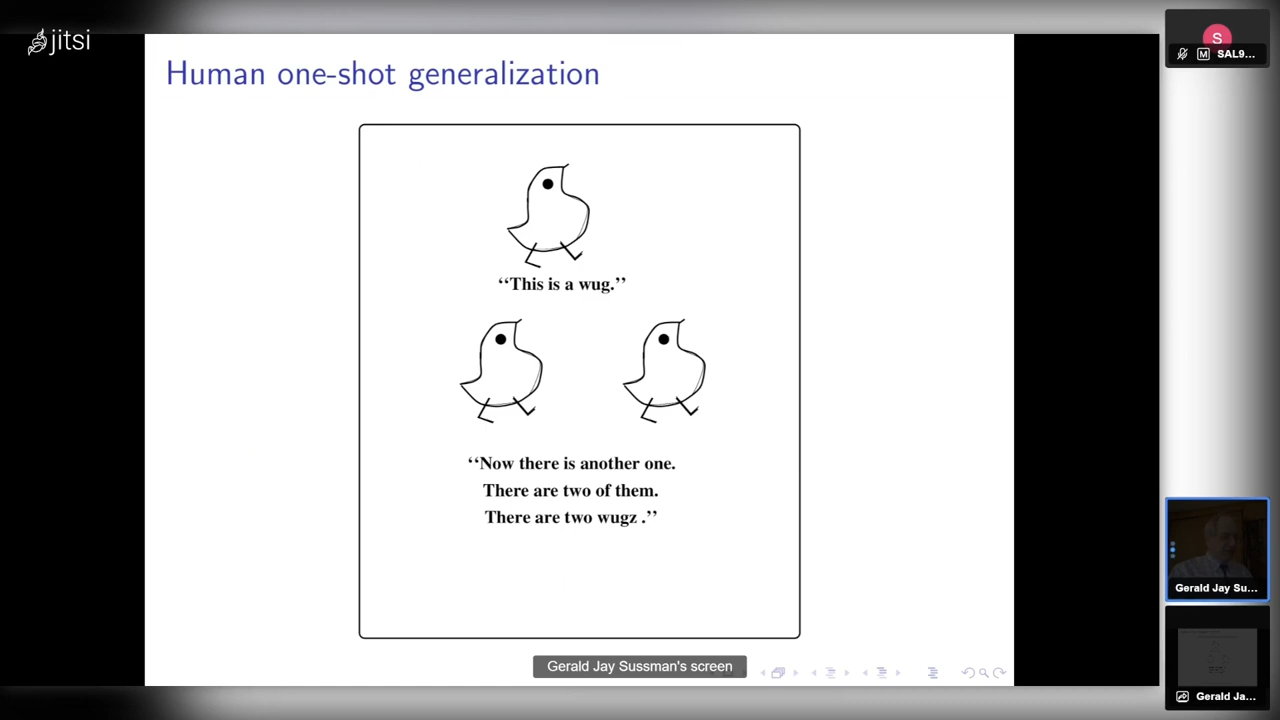 jitsi
Human one-shot generalization
‘‘This is a wug.’’
‘‘Now there is another one.
There are two of them.
There are two wugz .’’
Gerald Jay Sussman's screen
S
M SAL9...
Gerald Jay Su...
Gerald Ja...